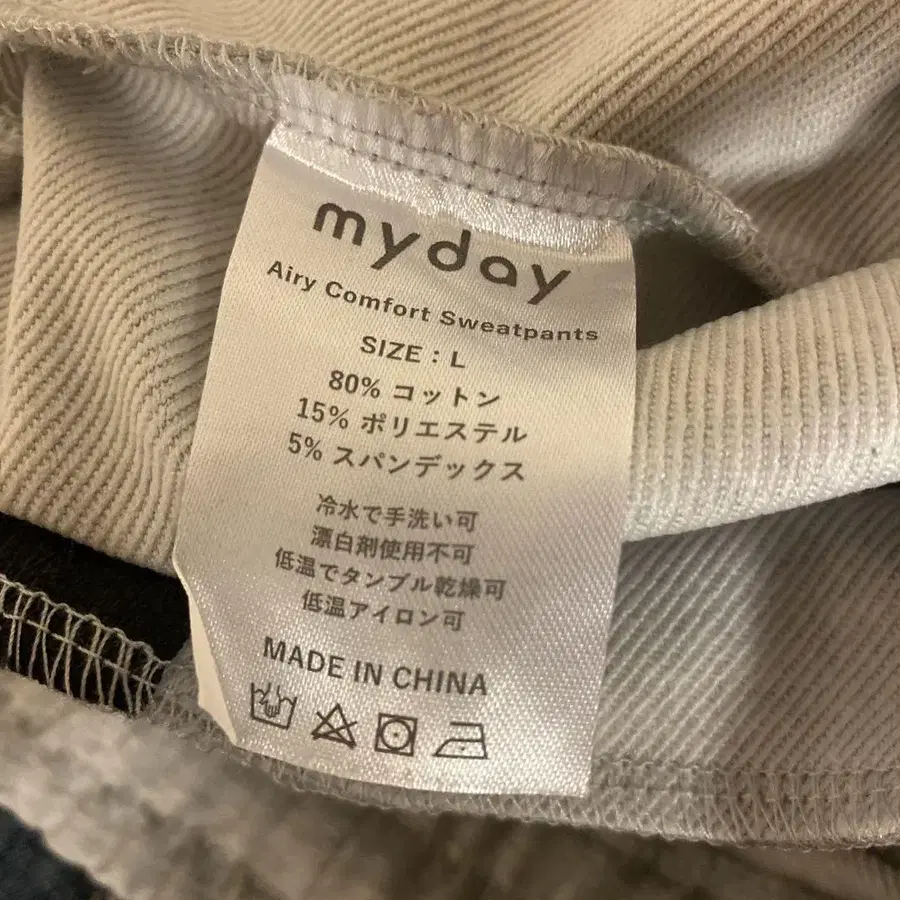 myday
Airy Comfort Sweatpants
SIZE : L
80% コットン
15% ポリエステル
5% スパンデックス
冷水で手洗い可
漂白剤使用不可
低温でタンブル乾燥可
低温アイロン可
MADE IN CHINA